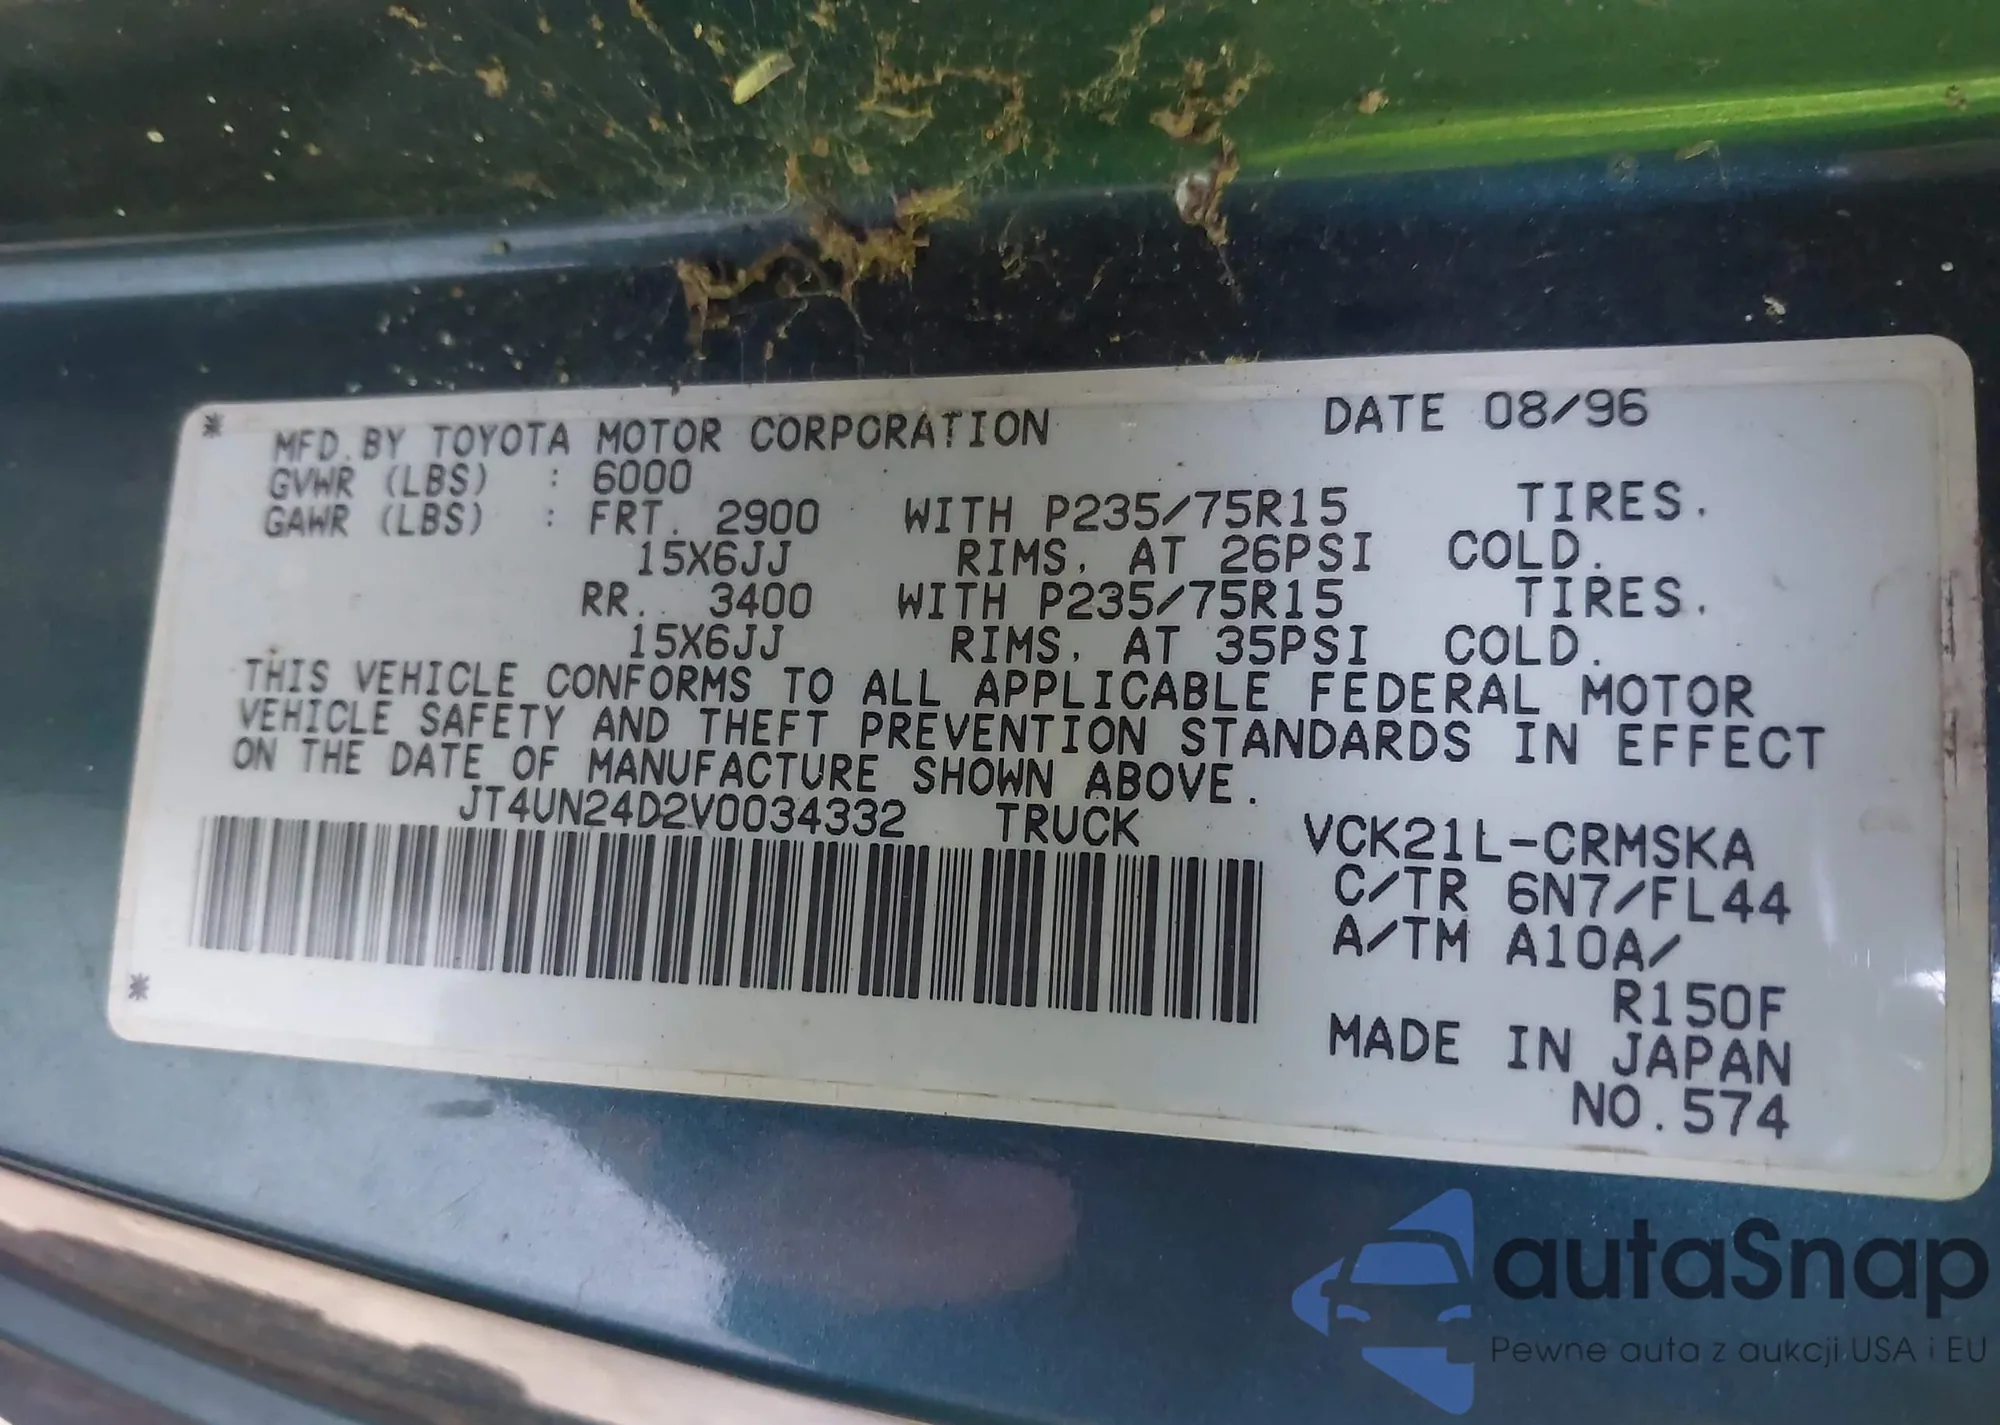 * MFD. BY TOYOTA MOTOR CORPORATION DATE 08/96
GVWR (LBS) : 6000
GAWR (LBS) : FRT. 2900 WITH P235/75R15 TIRES.
15X6JJ RIMS, AT 26PSI COLD.
RR. 3400 WITH P235/75R15 TIRES.
15X6JJ RIMS, AT 35PSI COLD.
THIS VEHICLE CONFORMS TO ALL APPLICABLE FEDERAL MOTOR
VEHICLE SAFETY AND THEFT PREVENTION STANDARDS IN EFFECT
ON THE DATE OF MANUFACTURE SHOWN ABOVE.
JT4UN24D2V0034332 TRUCK VCK21L-CRMSKA
C/TR 6N7/FL44
A/TM A10A/
*
R150F
MADE IN JAPAN
NO.574
autaSnap
Pewne auta z aukcji USA i EU